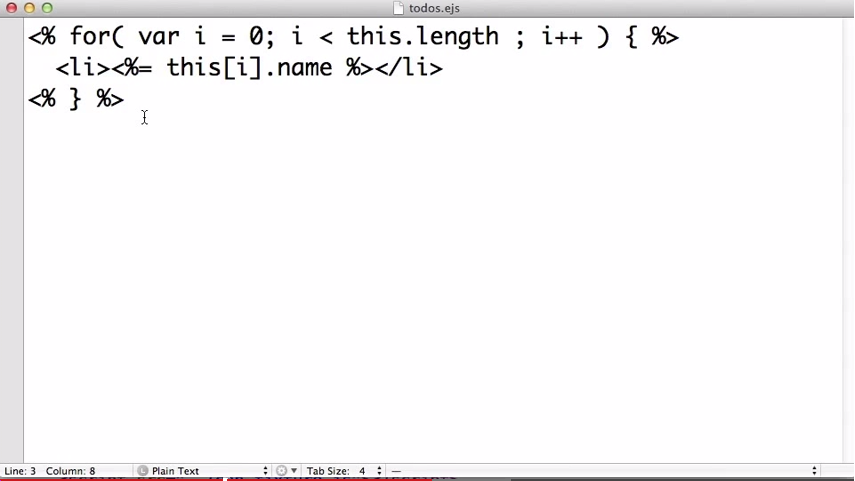 todos.ejs
<% for( var i = 0; i < this.length ; i++ ) { %>
<li><%= this[i].name %></li>
<% } %>
Line: 3 Column: 8 Plain Text Tab Size: 4 —